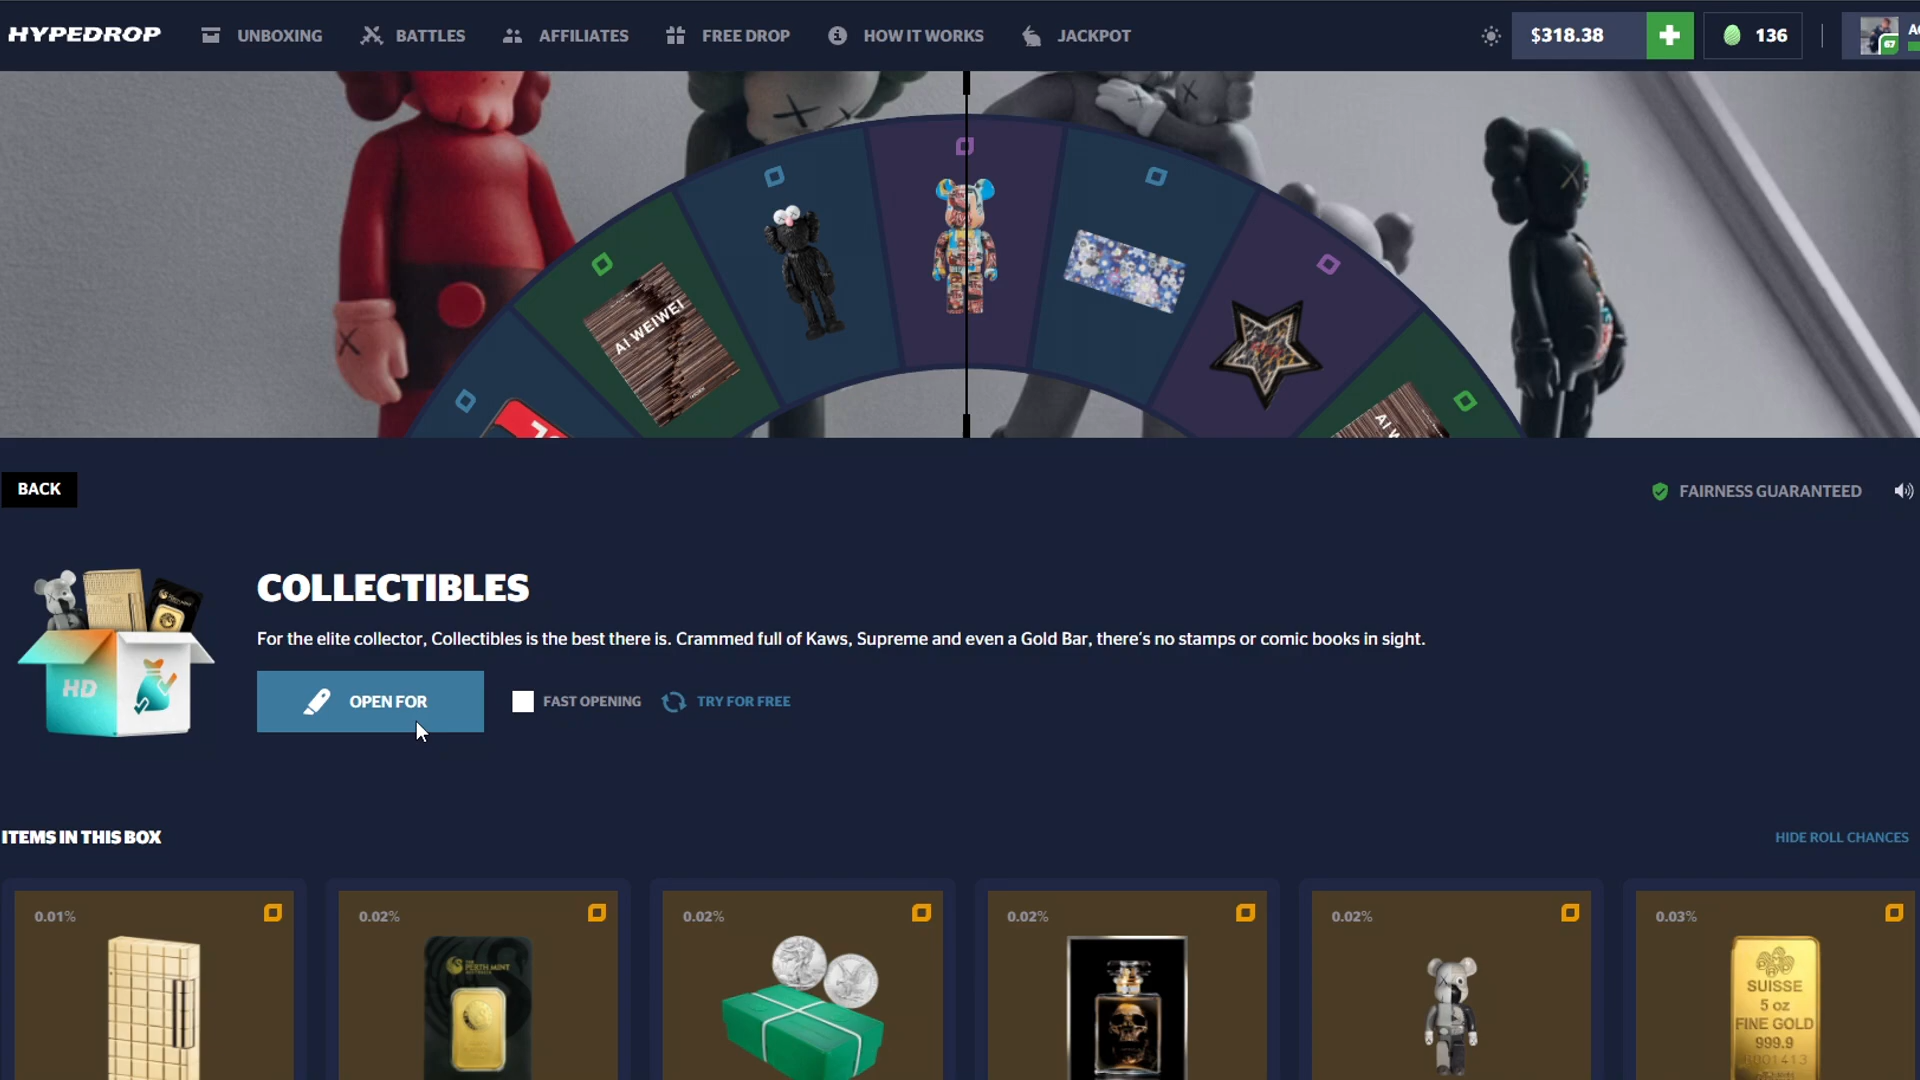 HYPEDROP UNBOXING BATTLES AFFILIATES FREE DROP HOW IT WORKS JACKPOT $318.38 136
67
AI WEIWEI
BACK
FAIRNESS GUARANTEED
COLLECTIBLES
For the elite collector, Collectibles is the best there is. Crammed full of Kaws, Supreme and even a Gold Bar, there's no stamps or comic books in sight.
HD
OPEN FOR
FAST OPENING
TRY FOR FREE
ITEMS IN THIS BOX
HIDE ROLL CHANCES
0.01%
0.02%
0.02%
0.02%
0.02%
0.03%
THE
PERTH MINT
SUISSE
5 oz
FINE GOLD
999.9